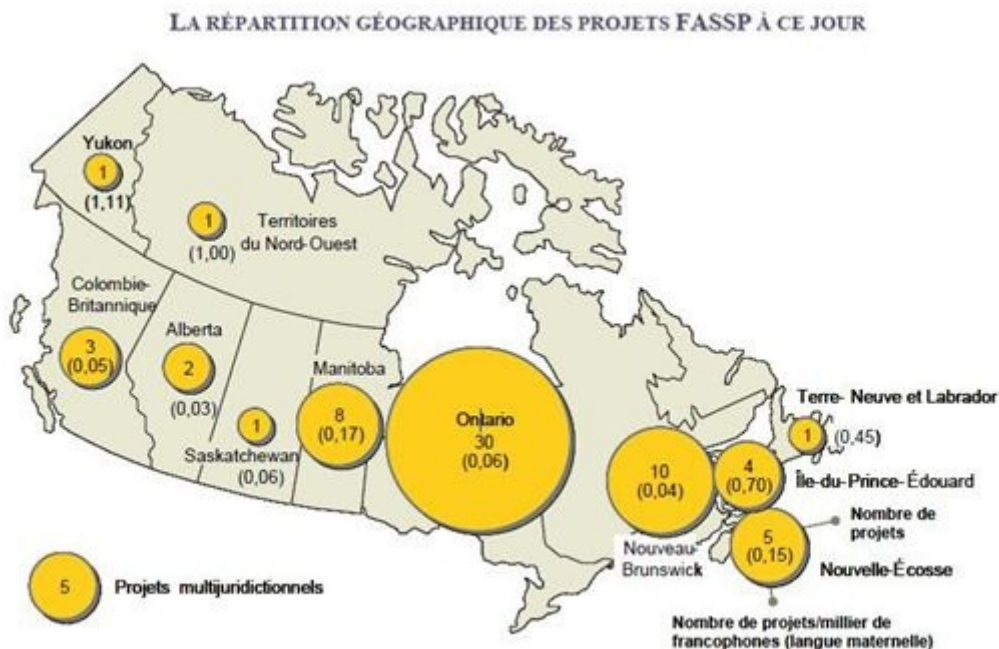 LA RÉPARTITION GÉOGRAPHIQUE DES PROJETS FASSP À CE JOUR
Yukon
1
(1,11)
1
(1,00)
Territoires
du Nord-Ouest
Colombie-
Britannique
3
(0,05)
Alberta
2
(0,03)
1
Saskatchewan
(0,06)
Manitoba
8
(0,17)
Ontario
30
(0,06)
10
(0,04)
Nouveau-
Brunswick
Terre- Neuve et Labrador
1
(0,45)
4
(0,70)
Île-du-Prince-Édouard
Nombre de
projets
5
(0,15)
Nouvelle-Écosse
Nombre de projets/millier de
francophones (langue maternelle)
5
Projets multijuridictionnels